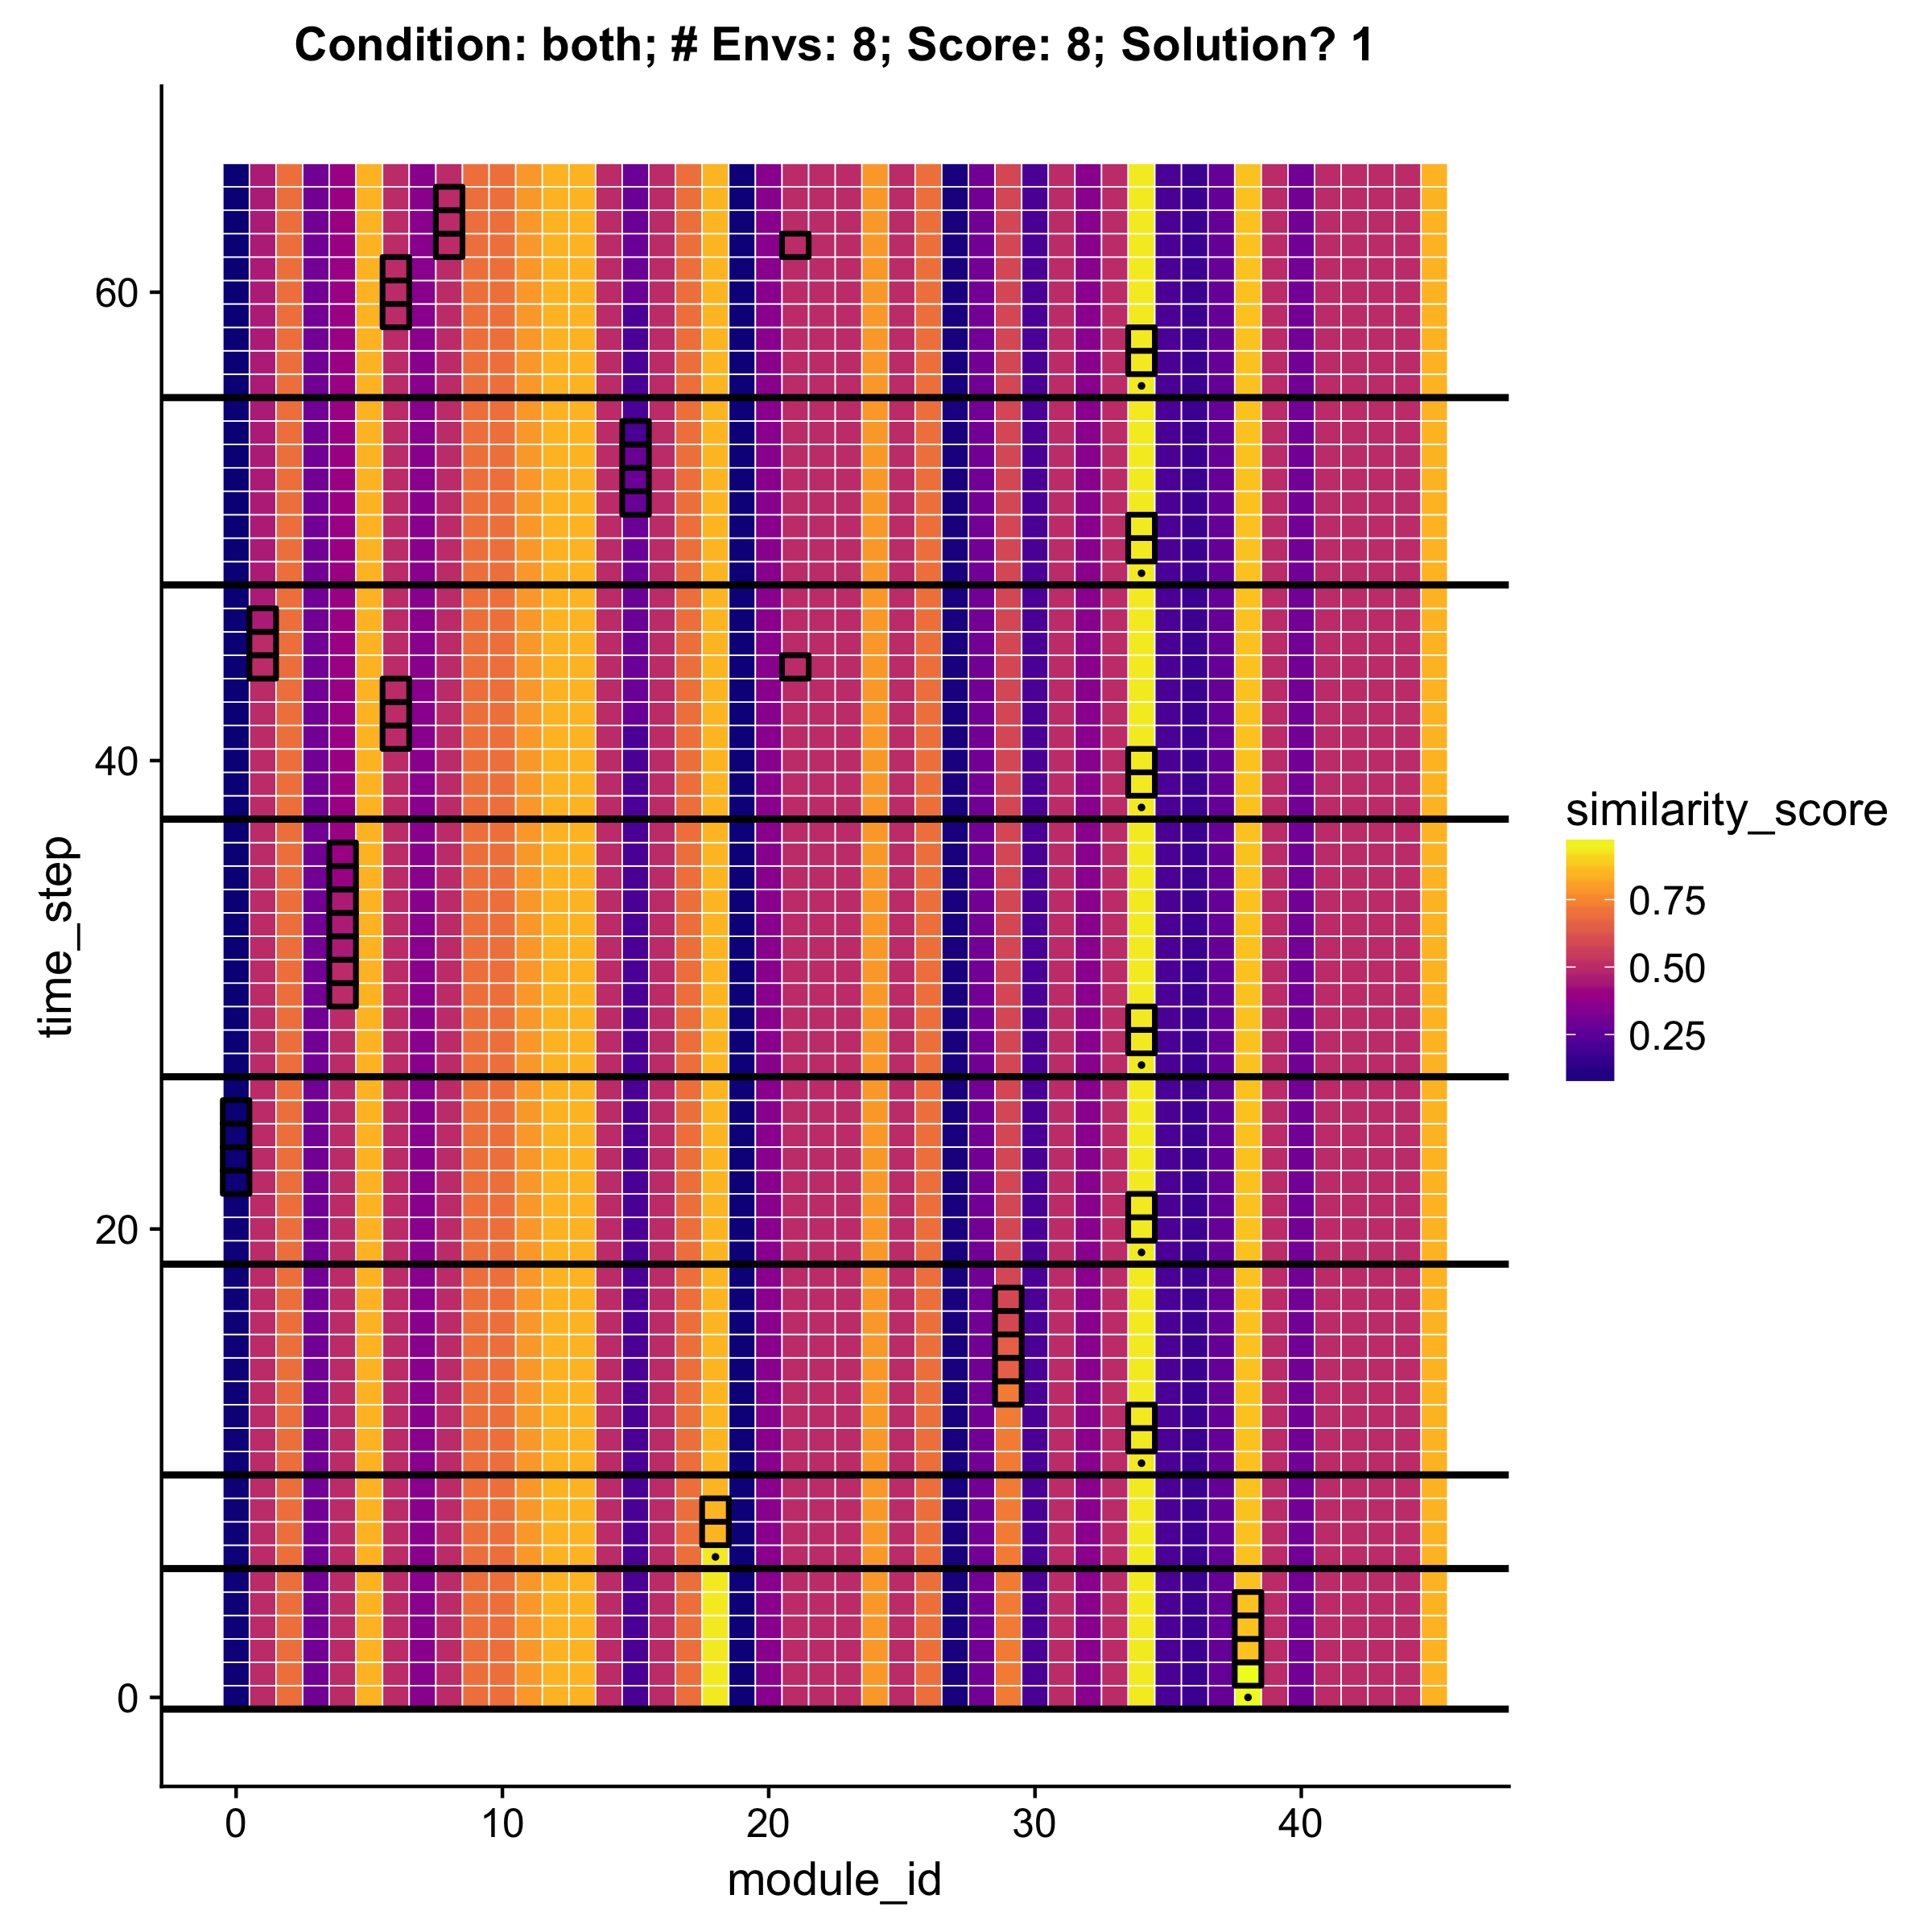 Condition: both; # Envs: 8; Score: 8; Solution? 1
time_step
60
40
20
0
0 10 20 30 40
module_id
similarity_score
0.75
0.50
0.25